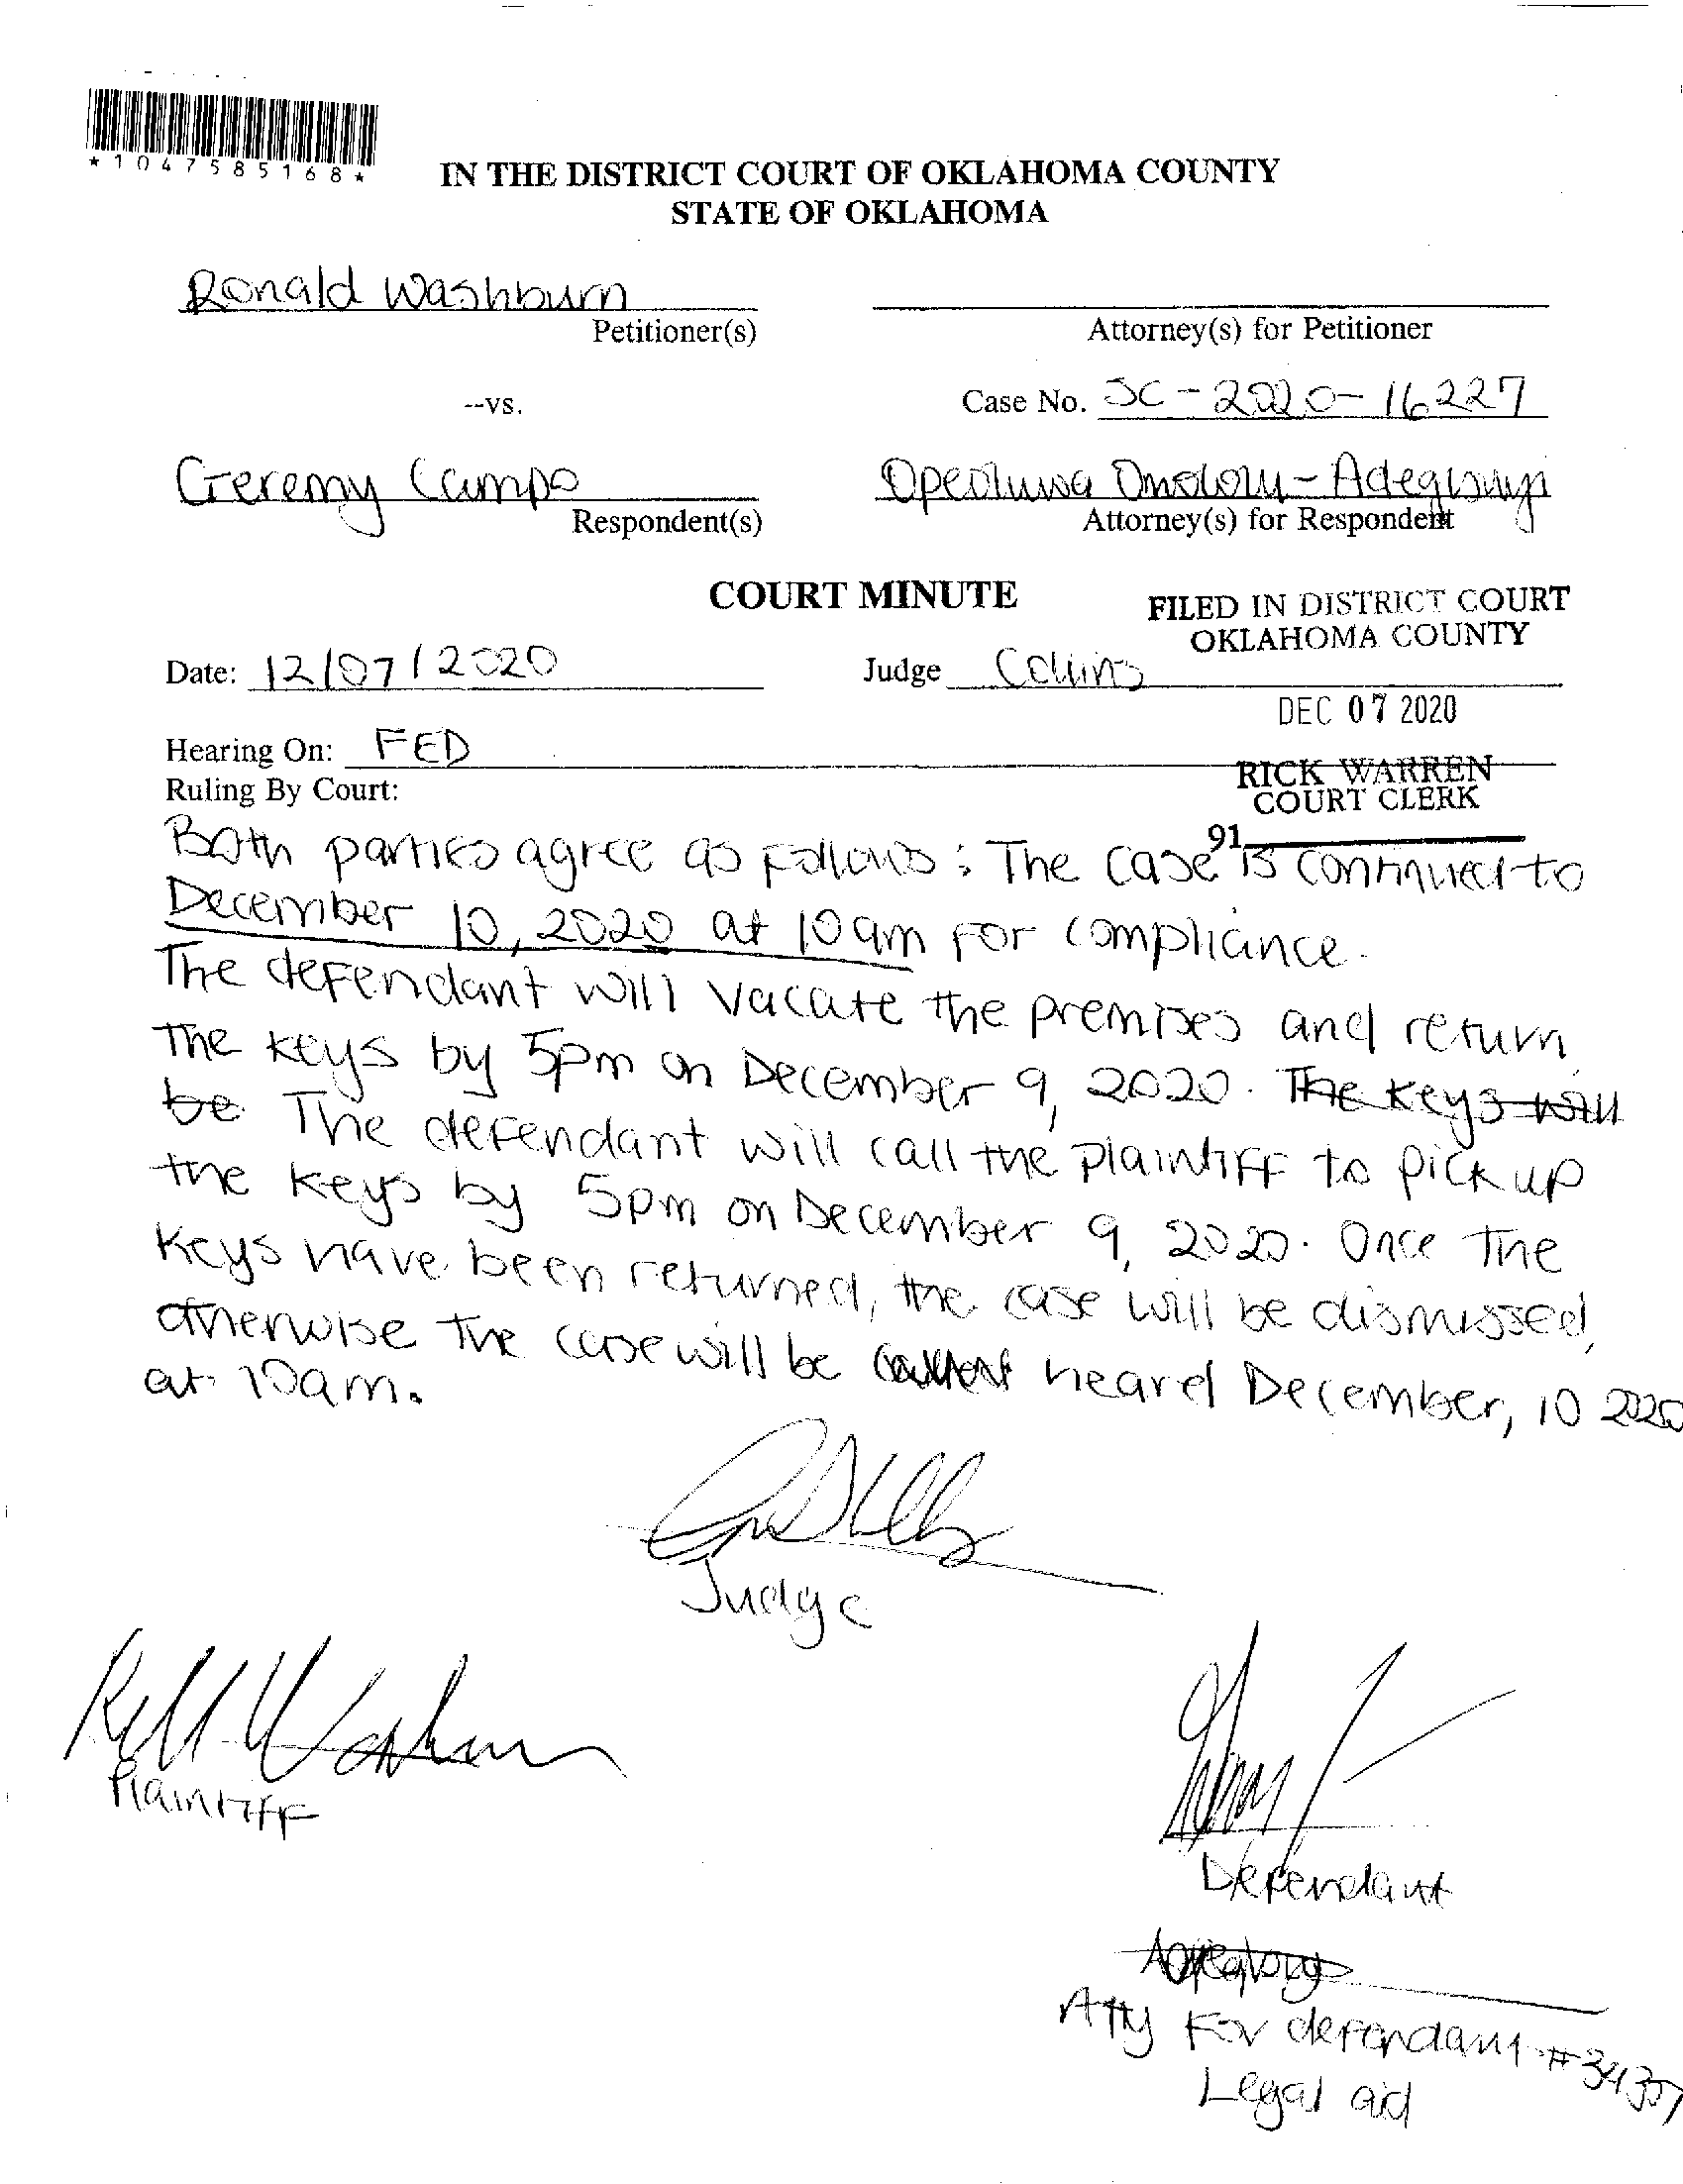 *1047585168*
IN THE DISTRICT COURT OF OKLAHOMA COUNTY
STATE OF OKLAHOMA
Ronald Washburn
Petitioner(s)
Attorney(s) for Petitioner
--vs.
Case No. SC-2020-16227
Geremy Campo
Respondent(s)
Opeoluwa Omotoru-Adegbuyi
Attorney(s) for Respondent
COURT MINUTE
FILED IN DISTRICT COURT
OKLAHOMA COUNTY
Date: 12/07/2020
Judge Collins
DEC 07 2020
Hearing On: FED
RICK WARREN
COURT CLERK
Ruling By Court:
91
Both parties agree as follows: The case is continued to
December 10, 2020 at 10am for compliance.
The defendant will vacate the premises and return
the keys by 5pm on December 9, 2020. The keys will
be The defendant will call the plaintiff to pick up
the keys by 5pm on December 9, 2020. Once the
keys have been returned, the case will be dismissed,
otherwise the case will be heard December, 10 2020
at 10am.
Judge
Plaintiff
Defendant
Atty For defendant #34307
Legal aid